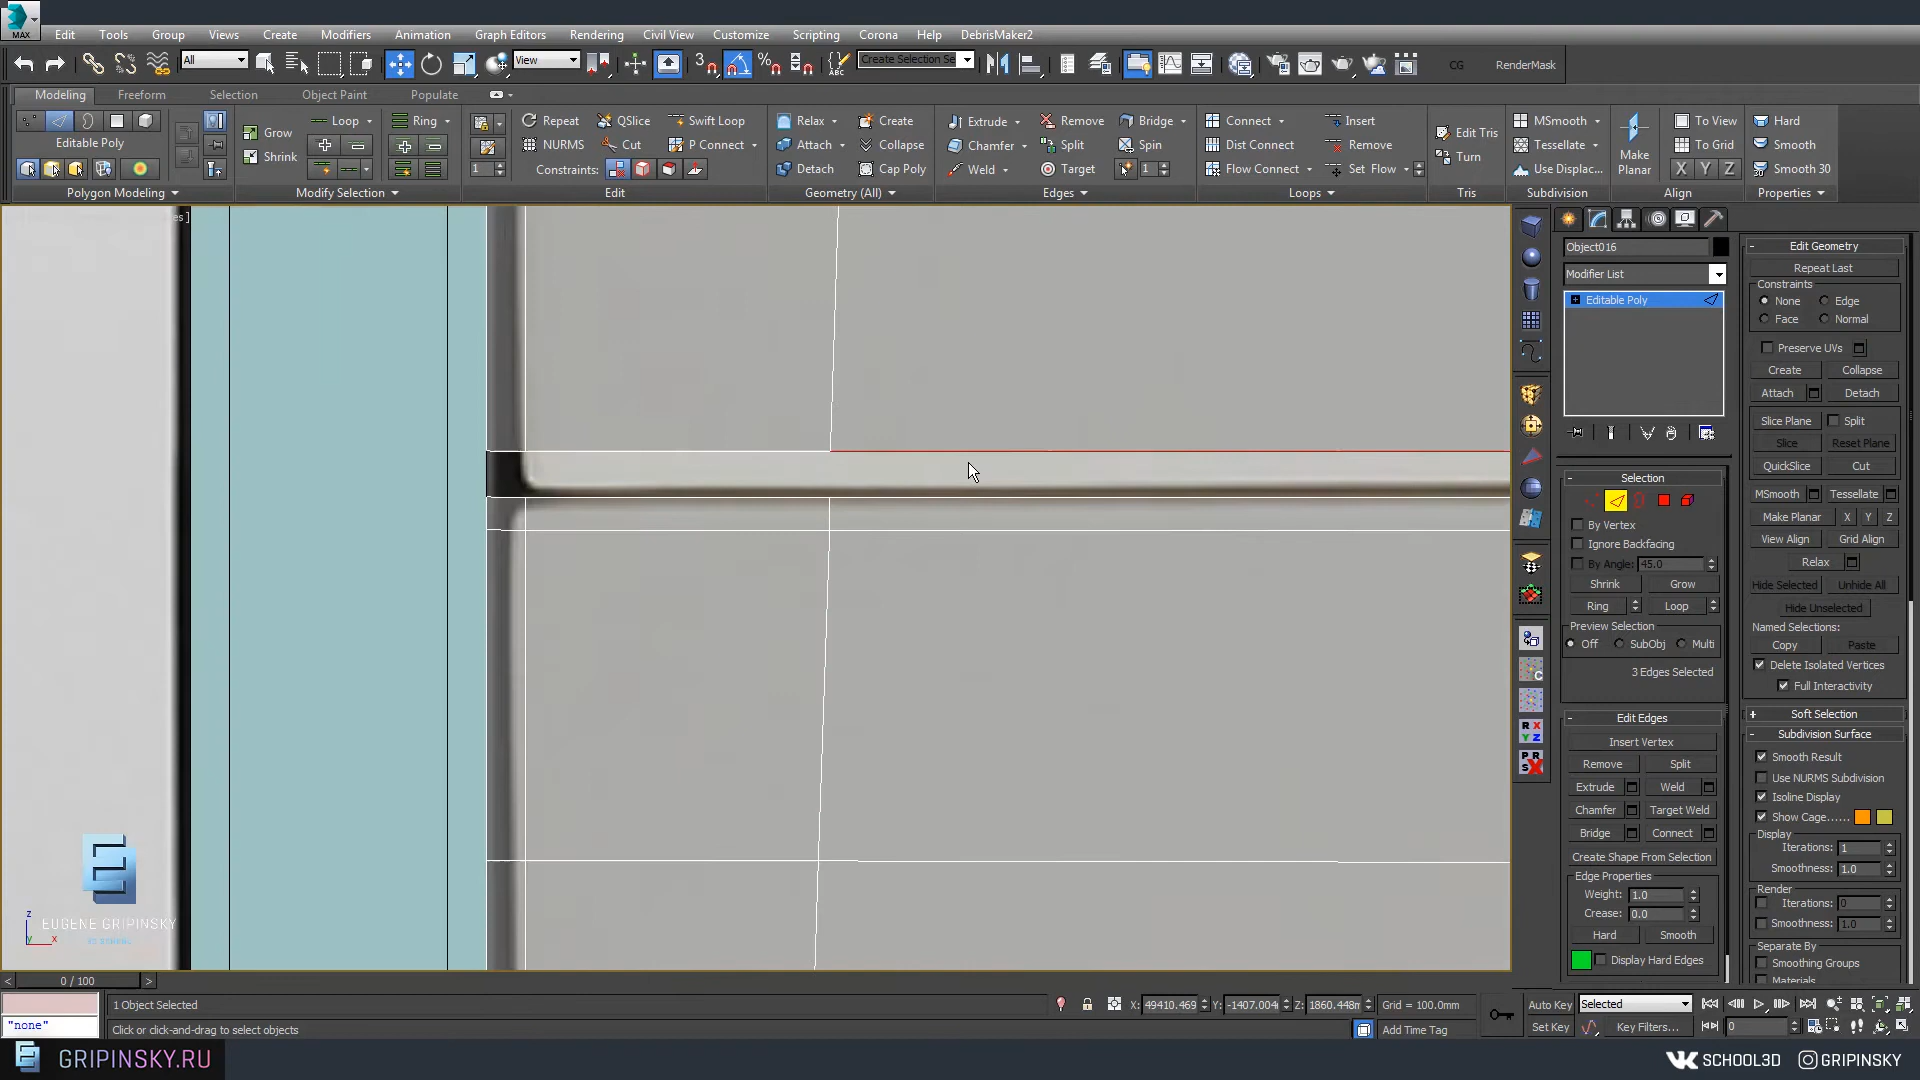 MAX
Edit Tools Group Views Create Modifiers Animation Graph Editors Rendering Civil View Customize Scripting Corona Help DebrisMaker2
All View 3 Create Selection Se ABC CG RenderMask
Modeling Freeform Selection Object Paint Populate
Loop Ring Repeat QSlice Swift Loop Relax Create Extrude Remove Bridge Connect Insert MSmooth To View Hard
Grow Edit Tris
Editable Poly NURMS Cut P Connect Attach Collapse Chamfer Split Spin Dist Connect Remove Tessellate Make Planar To Grid Smooth
Shrink Turn
1 Constraints: Detach Cap Poly Weld Target 1 Flow Connect Set Flow Use Displac... X Y Z Smooth 30
Polygon Modeling Modify Selection Edit Geometry (All) Edges Loops Tris Subdivision Align Properties
es ]
Object016
Modifier List
Editable Poly
Selection
By Vertex
Ignore Backfacing
By Angle: 45.0
Shrink Grow
Ring Loop
Preview Selection
Off SubObj Multi
3 Edges Selected
Edit Edges
Insert Vertex
Remove Split
Extrude Weld
Chamfer Target Weld
Bridge Connect
Create Shape From Selection
Edge Properties
Weight: 1.0
Crease: 0.0
Hard Smooth
Display Hard Edges
Edit Geometry
Repeat Last
Constraints
None Edge
Face Normal
Preserve UVs
Create Collapse
Attach Detach
Slice Plane Split
Slice Reset Plane
QuickSlice Cut
MSmooth Tessellate
Make Planar X Y Z
View Align Grid Align
Relax
Hide Selected Unhide All
Hide Unselected
Named Selections:
Copy Paste
Delete Isolated Vertices
Full Interactivity
Soft Selection
Subdivision Surface
Smooth Result
Use NURMS Subdivision
Isoline Display
Show Cage......
Display
Iterations: 1
Smoothness: 1.0
Render
Iterations: 0
Smoothness: 1.0
Separate By
Smoothing Groups
Materials
EUGENE GRIPINSKY
z
y x
0 / 100
1 Object Selected X: 49410.469 Y: -1407.004 Z: 1860.448m Grid = 100.0mm Auto Key Selected
"none" Click or click-and-drag to select objects Add Time Tag Set Key Key Filters... 0
GRIPINSKY.RU SCHOOL3D GRIPINSKY